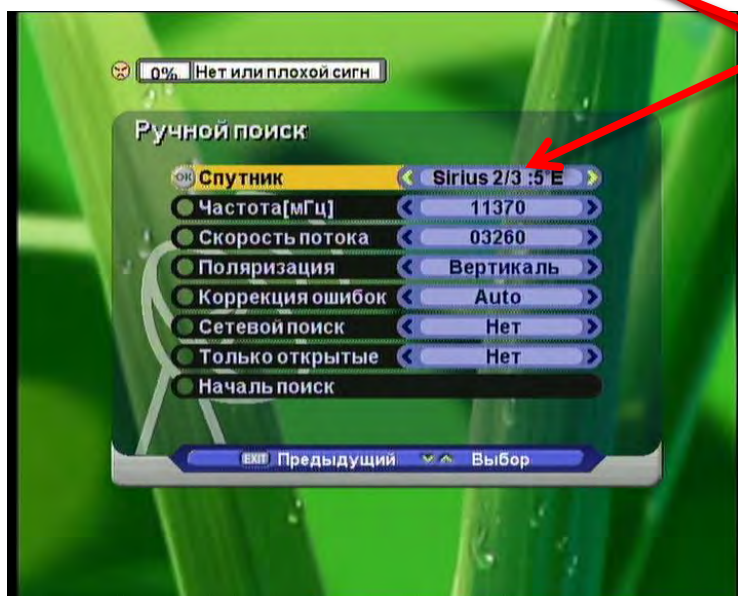 0% Нет или плохой сигн
Ручной поиск
OK Спутник Sirius 2/3 :5°E
Частота[мГц] 11370
Скорость потока 03260
Поляризация Вертикаль
Коррекция ошибок Auto
Сетевой поиск Нет
Только открытые Нет
Началь поиск
EXIT Предыдущий Выбор